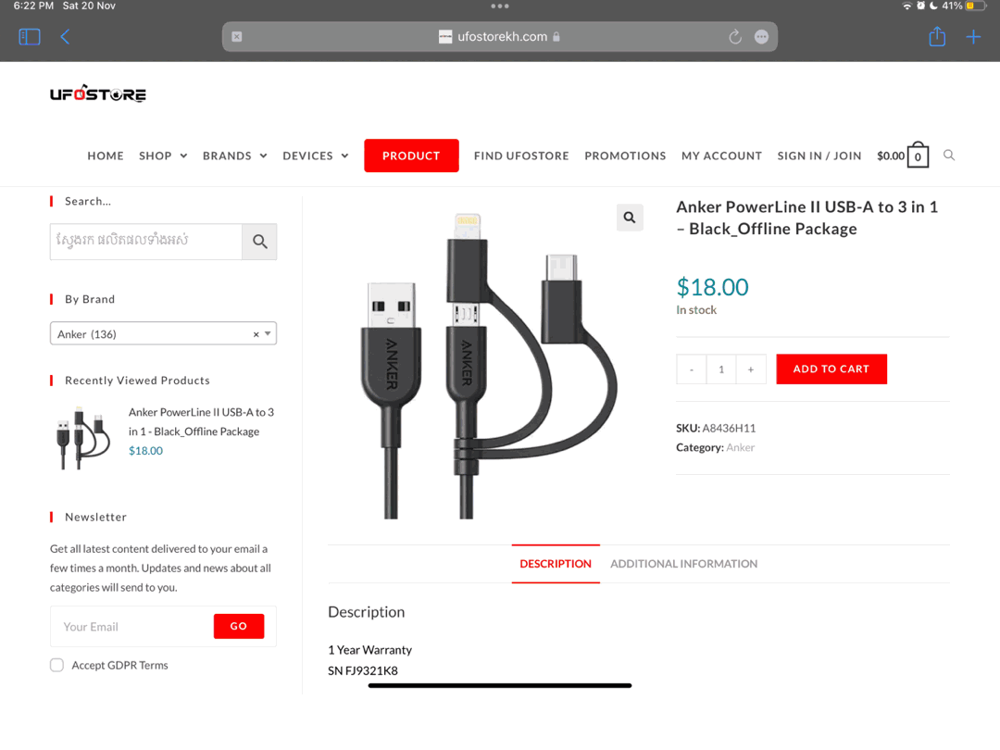 6:22 PM Sat 20 Nov
41%
ufostorekh.com
UFOSTORE
HOME SHOP BRANDS DEVICES PRODUCT FIND UFOSTORE PROMOTIONS MY ACCOUNT SIGN IN / JOIN $0.00 0
Search...
ស្វែងរក ផលិតផលទាំងអស់
By Brand
Anker (136) ×
Recently Viewed Products
Anker PowerLine II USB-A to 3
in 1 - Black_Offline Package
$18.00
Newsletter
Get all latest content delivered to your email a
few times a month. Updates and news about all
categories will send to you.
Your Email GO
Accept GDPR Terms
ANKER
ANKER
Anker PowerLine II USB-A to 3 in 1
– Black_Offline Package
$18.00
In stock
- 1 + ADD TO CART
SKU: A8436H11
Category: Anker
DESCRIPTION ADDITIONAL INFORMATION
Description
1 Year Warranty
SN FJ9321K8